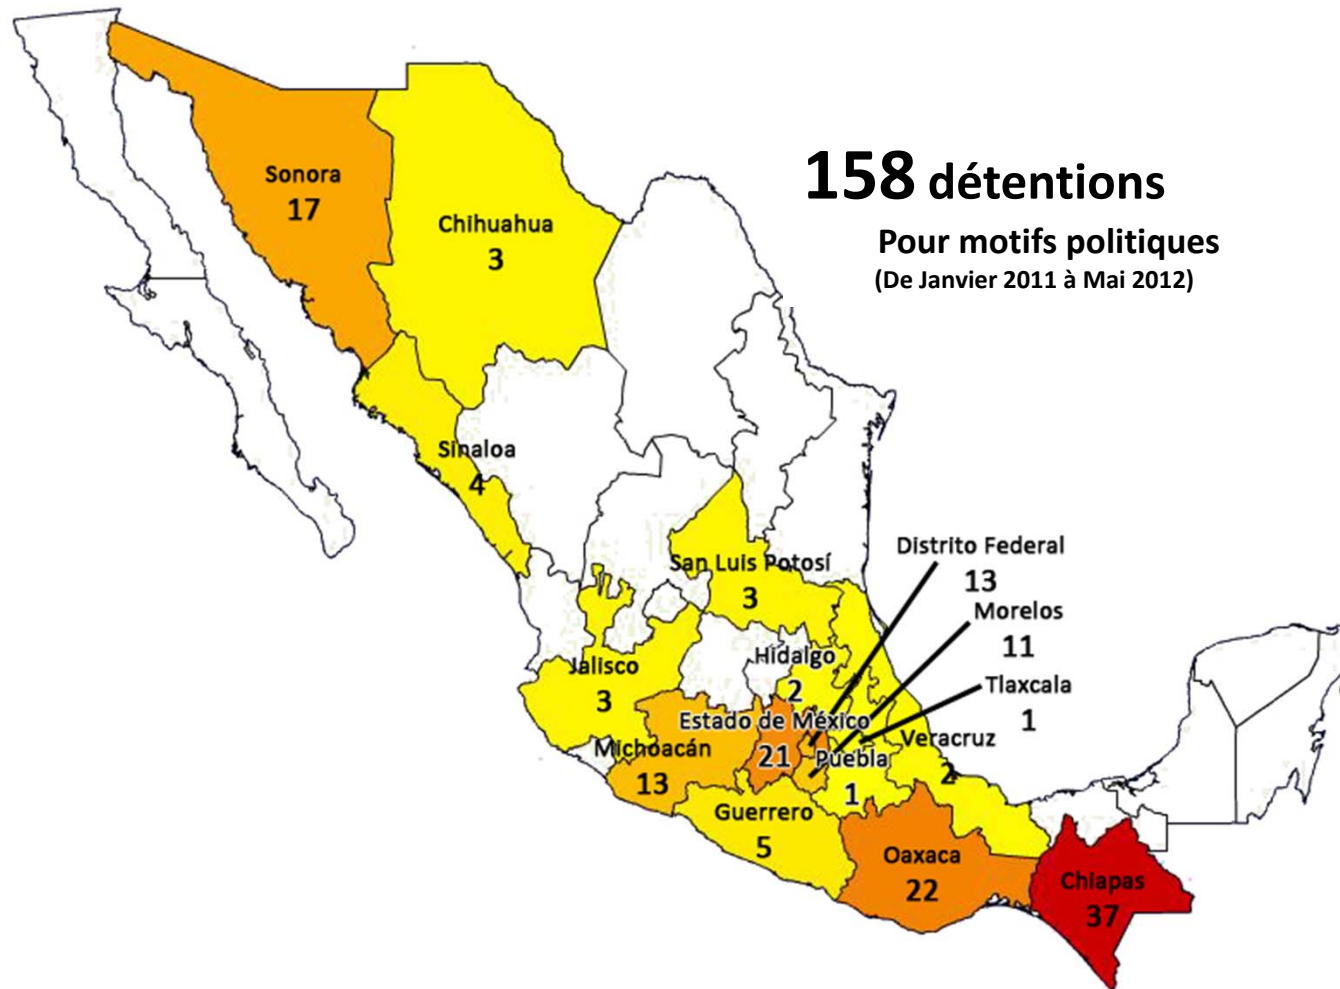 158 détentions
Pour motifs politiques
(De Janvier 2011 à Mai 2012)
Sonora
17
Chihuahua
3
Sinaloa
4
San Luis Potosí
3
Distrito Federal
13
Morelos
11
Tlaxcala
1
Hidalgo
2
Jalisco
3
Estado de México
21
Michoacán
13
Puebla
1
Veracruz
2
Guerrero
5
Oaxaca
22
Chiapas
37